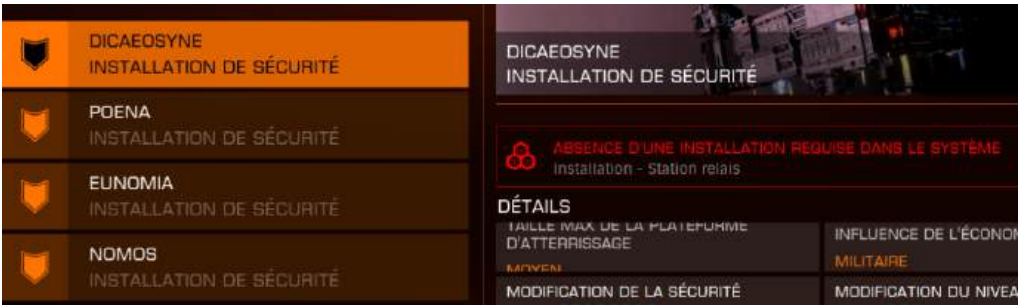 DICAEOSYNE
INSTALLATION DE SÉCURITÉ
POENA
INSTALLATION DE SÉCURITÉ
EUNOMIA
INSTALLATION DE SÉCURITÉ
NOMOS
INSTALLATION DE SÉCURITÉ
DICAEOSYNE
INSTALLATION DE SÉCURITÉ
ABSENCE D'UNE INSTALLATION REQUISE DANS LE SYSTÈME
Installation - Station relais
DÉTAILS
TAILLE MAX DE LA PLATEFORME
D'ATTERRISSAGE
MOYEN
INFLUENCE DE L'ÉCONOM
MILITAIRE
MODIFICATION DE LA SÉCURITÉ
MODIFICATION DU NIVEA